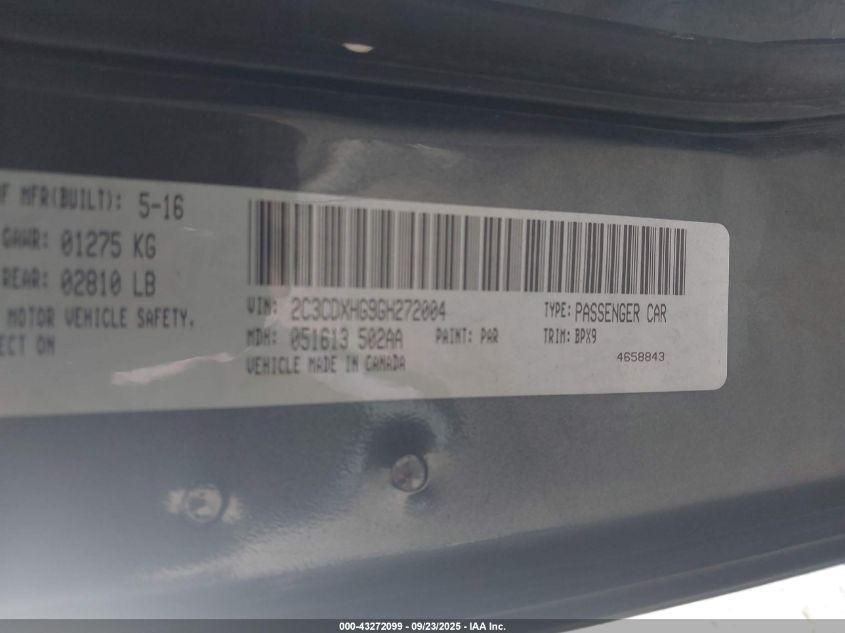 OF MFR(BUILT): 5-16
GAWR: 01275 KG
REAR: 02810 LB
MOTOR VEHICLE SAFETY,
ECT ON
VIN: 2C3CDXHG9GH272004 TYPE: PASSENGER CAR
MDH: 051613 502AA PAINT: PAR TRIM: BPX9
VEHICLE MADE IN CANADA 4658843
000-43272099 - 09/23/2025 - IAA Inc.